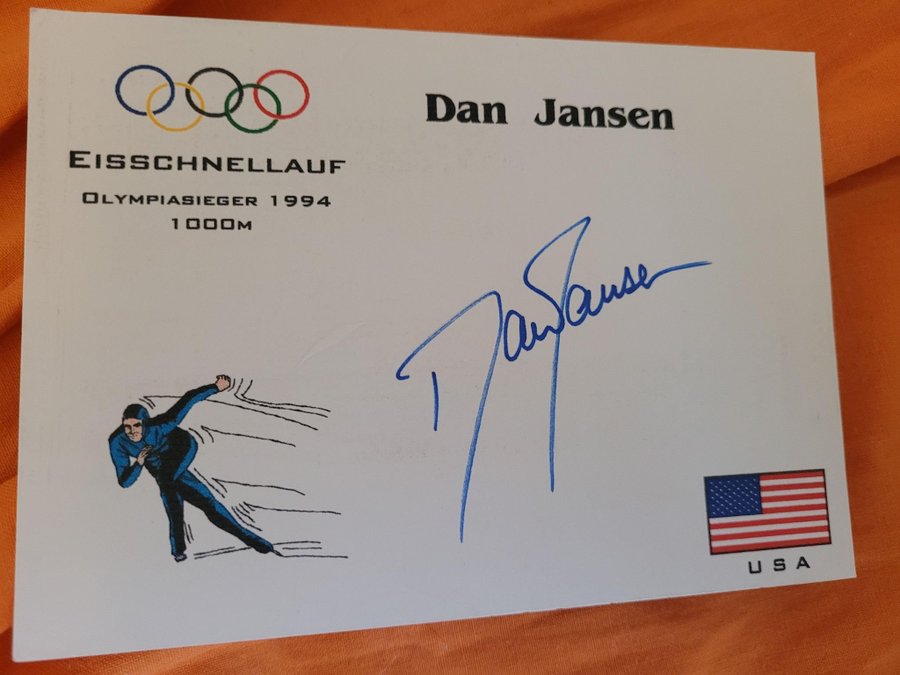 Dan Jansen
EISSCHNELLAUF
OLYMPIASIEGER 1994
1000M
Dan Jansen
USA